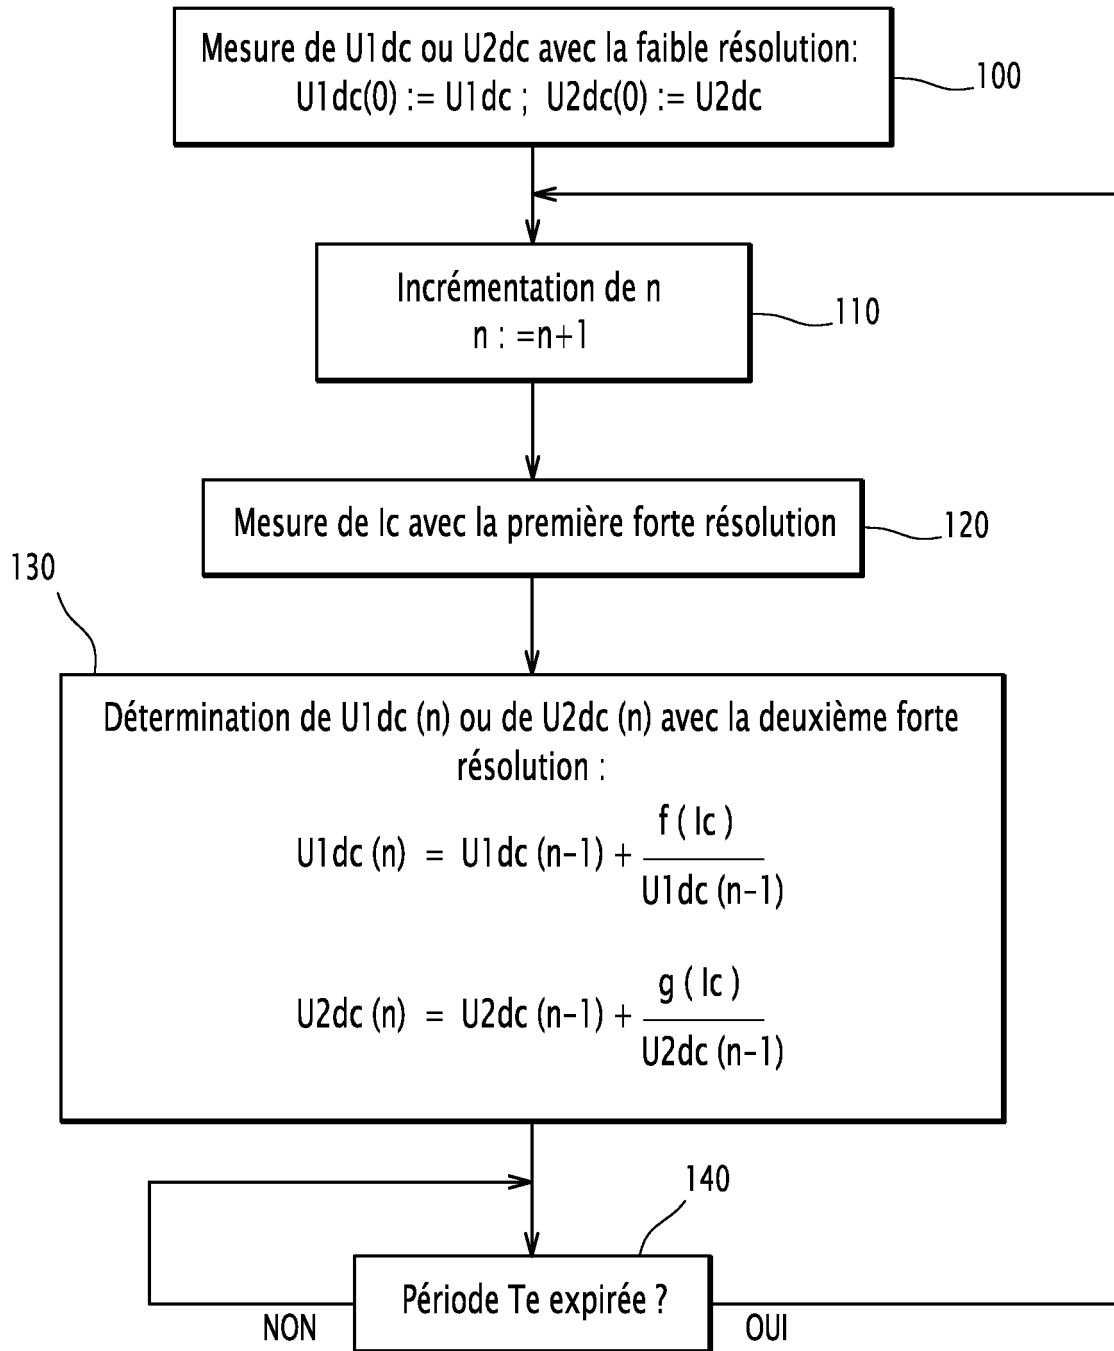 Mesure de U1dc ou U2dc avec la faible résolution:
U1dc(0) := U1dc ; U2dc(0) := U2dc
100
Incrémentation de n
n : =n+1
110
Mesure de Ic avec la première forte résolution
120
130
Détermination de U1dc (n) ou de U2dc (n) avec la deuxième forte
résolution :
U1dc (n) = U1dc (n-1) + f ( Ic ) / U1dc (n-1)
U2dc (n) = U2dc (n-1) + g ( Ic ) / U2dc (n-1)
140
Période Te expirée ?
NON
OUI